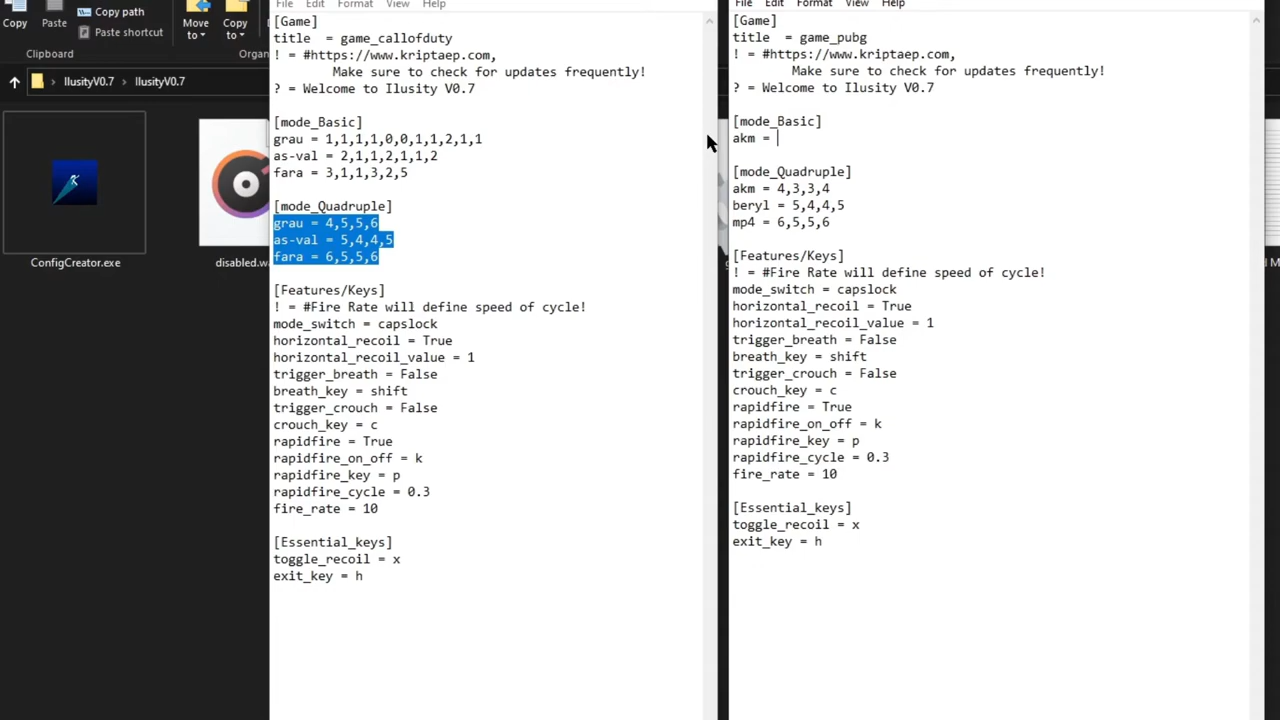 File Edit Format View Help
File Edit Format View Help
Copy Paste Copy path Paste shortcut Move to Copy to
Clipboard Organ
IlusityV0.7 > IlusityV0.7
ConfigCreator.exe
disabled.wa
[Game]
title = game_callofduty
! = #https://www.kriptaep.com,
Make sure to check for updates frequently!
? = Welcome to Ilusity V0.7
[mode_Basic]
grau = 1,1,1,1,0,0,1,1,2,1,1
as-val = 2,1,1,2,1,1,2
fara = 3,1,1,3,2,5
[mode_Quadruple]
grau = 4,5,5,6
as-val = 5,4,4,5
fara = 6,5,5,6
[Features/Keys]
! = #Fire Rate will define speed of cycle!
mode_switch = capslock
horizontal_recoil = True
horizontal_recoil_value = 1
trigger_breath = False
breath_key = shift
trigger_crouch = False
crouch_key = c
rapidfire = True
rapidfire_on_off = k
rapidfire_key = p
rapidfire_cycle = 0.3
fire_rate = 10
[Essential_keys]
toggle_recoil = x
exit_key = h
[Game]
title = game_pubg
! = #https://www.kriptaep.com,
Make sure to check for updates frequently!
? = Welcome to Ilusity V0.7
[mode_Basic]
akm =
[mode_Quadruple]
akm = 4,3,3,4
beryl = 5,4,4,5
mp4 = 6,5,5,6
[Features/Keys]
! = #Fire Rate will define speed of cycle!
mode_switch = capslock
horizontal_recoil = True
horizontal_recoil_value = 1
trigger_breath = False
breath_key = shift
trigger_crouch = False
crouch_key = c
rapidfire = True
rapidfire_on_off = k
rapidfire_key = p
rapidfire_cycle = 0.3
fire_rate = 10
[Essential_keys]
toggle_recoil = x
exit_key = h